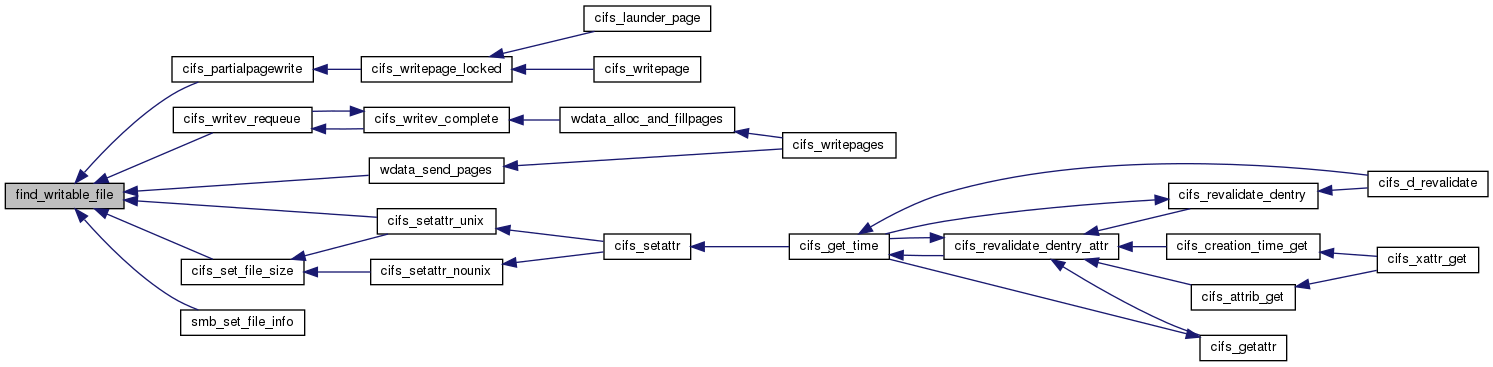 cifs_launder_page
cifs_partialpagewrite
cifs_writepage_locked
cifs_writepage
cifs_writev_requeue
cifs_writev_complete
wdata_alloc_and_fillpages
cifs_writepages
wdata_send_pages
find_writable_file
cifs_d_revalidate
cifs_revalidate_dentry
cifs_setattr_unix
cifs_setattr
cifs_get_time
cifs_revalidate_dentry_attr
cifs_creation_time_get
cifs_xattr_get
cifs_set_file_size
cifs_setattr_nounix
cifs_attrib_get
smb_set_file_info
cifs_getattr